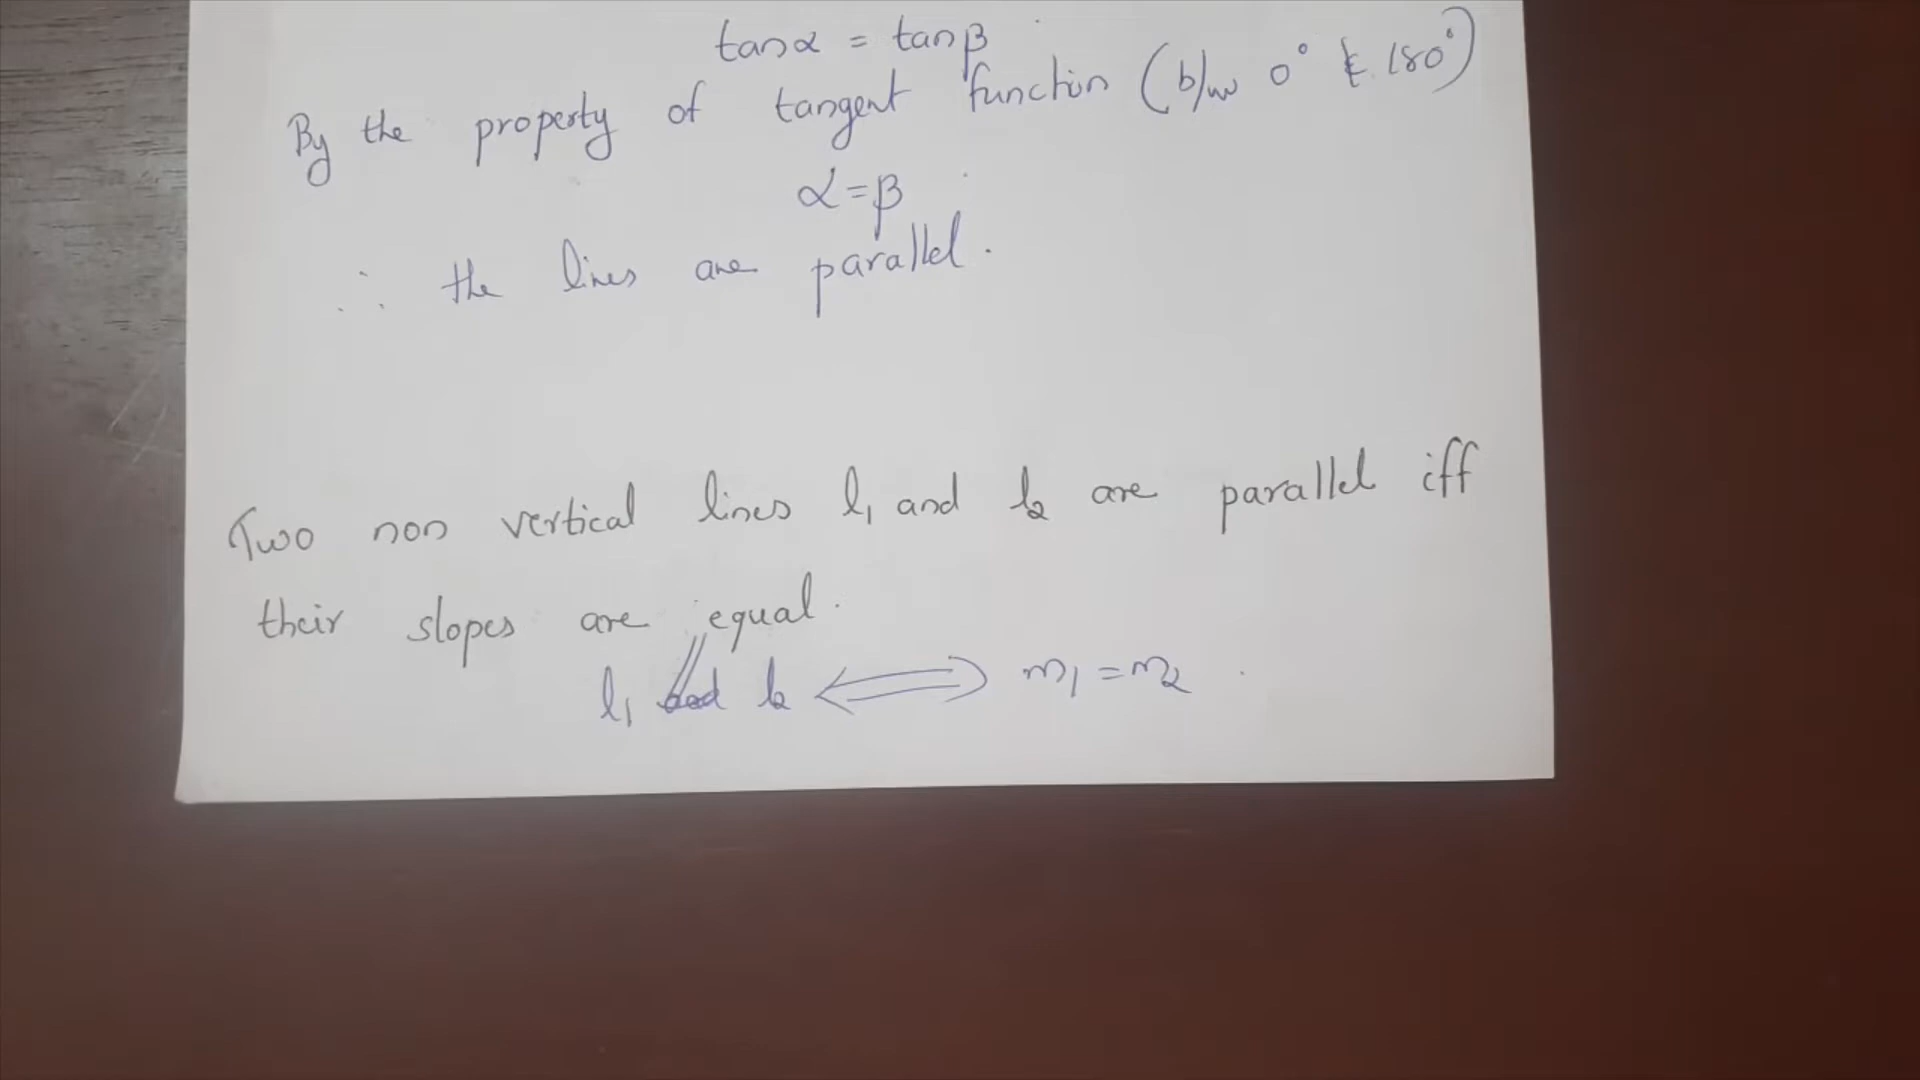 tanα = tanβ
By the property of tangent function (b/w 0° & 180°)
α = β
∴ the lines are parallel.
Two non vertical lines l₁ and l₂ are parallel iff
their slopes are equal.
l₁ // l₂ ⟺ m₁ = m₂.